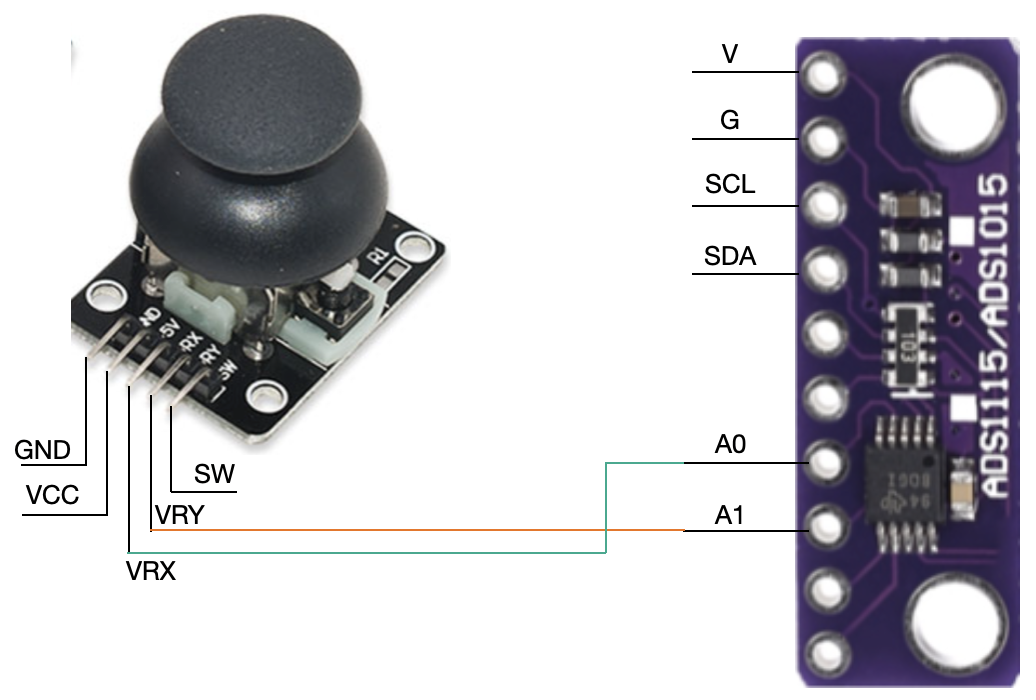 V
G
SCL
SDA
R1
ND
5V
RX
RY
SW
GND
VCC
SW
VRY
VRX
A0
A1
103
94
BOGI
ADS1115/ADS1015